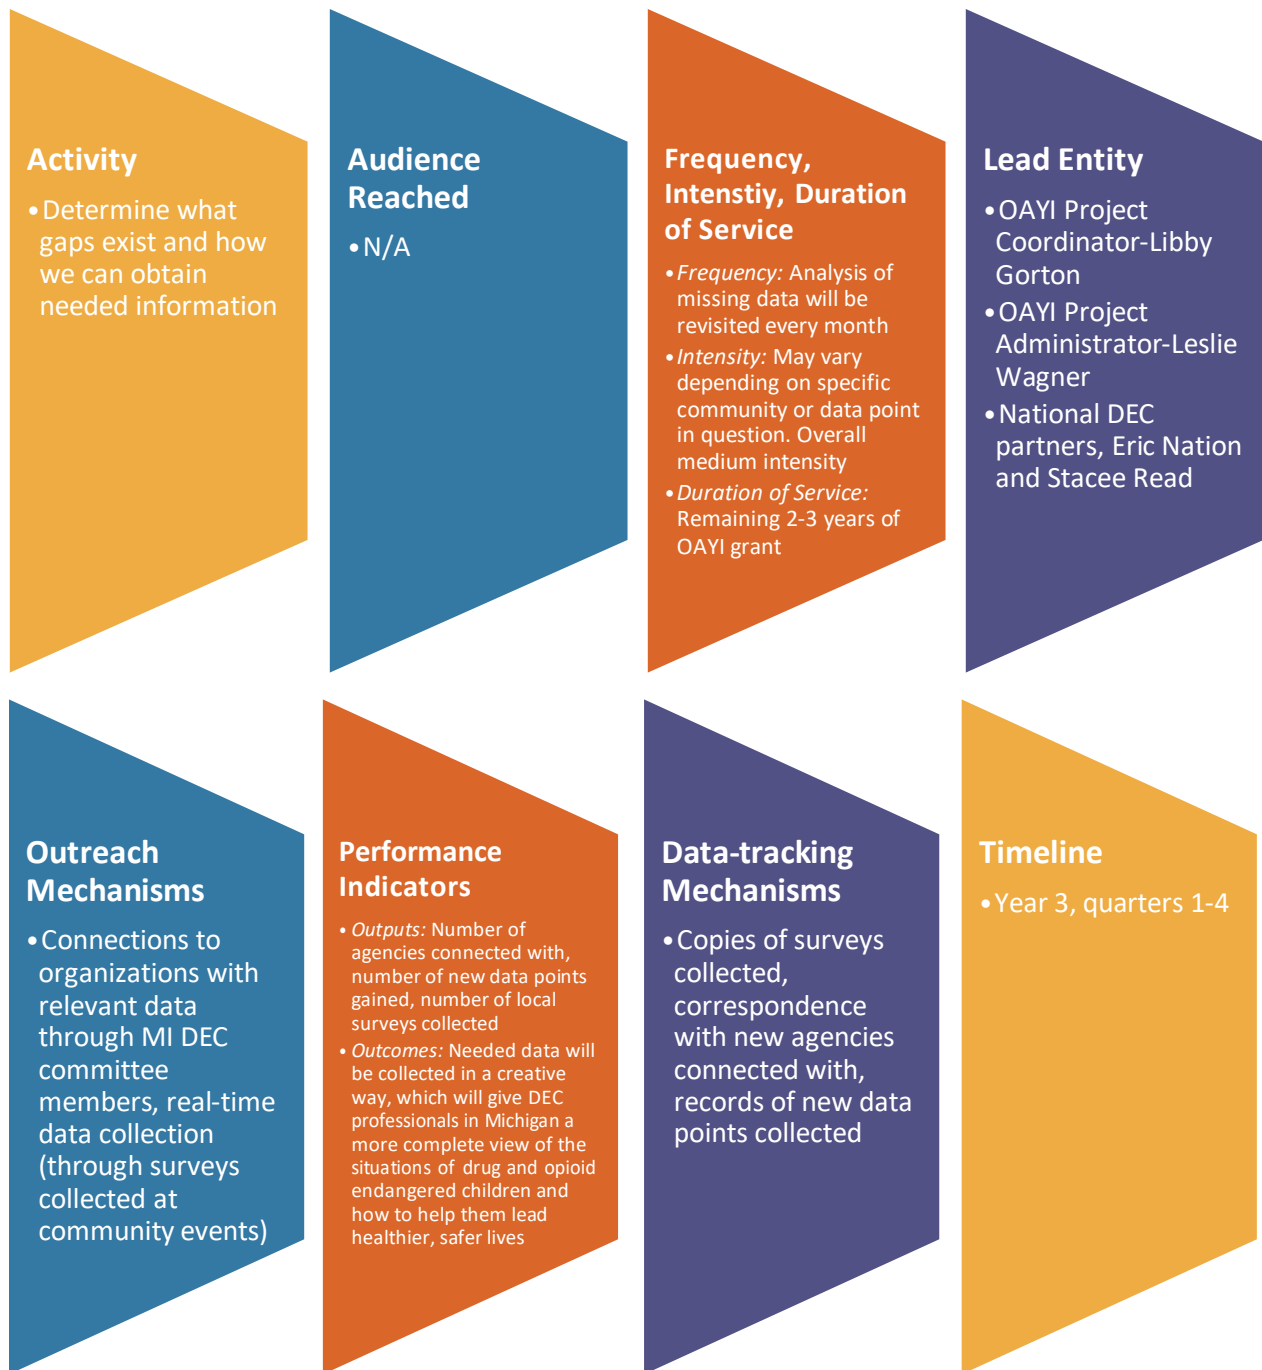 Activity
•Determine what
gaps exist and how
we can obtain
needed information
Audience
Reached
•N/A
Frequency,
Intenstiy, Duration
of Service
•Frequency: Analysis of
missing data will be
revisited every month
•Intensity: May vary
depending on specific
community or data point
in question. Overall
medium intensity
•Duration of Service:
Remaining 2-3 years of
OAYI grant
Lead Entity
•OAYI Project
Coordinator-Libby
Gorton
•OAYI Project
Administrator-Leslie
Wagner
•National DEC
partners, Eric Nation
and Stacee Read
Outreach
Mechanisms
•Connections to
organizations with
relevant data
through MI DEC
committee
members, real-time
data collection
(through surveys
collected at
community events)
Performance
Indicators
• Outputs: Number of
agencies connected with,
number of new data points
gained, number of local
surveys collected
• Outcomes: Needed data will
be collected in a creative
way, which will give DEC
professionals in Michigan a
more complete view of the
situations of drug and opioid
endangered children and
how to help them lead
healthier, safer lives
Data-tracking
Mechanisms
•Copies of surveys
collected,
correspondence
with new agencies
connected with,
records of new data
points collected
Timeline
•Year 3, quarters 1-4